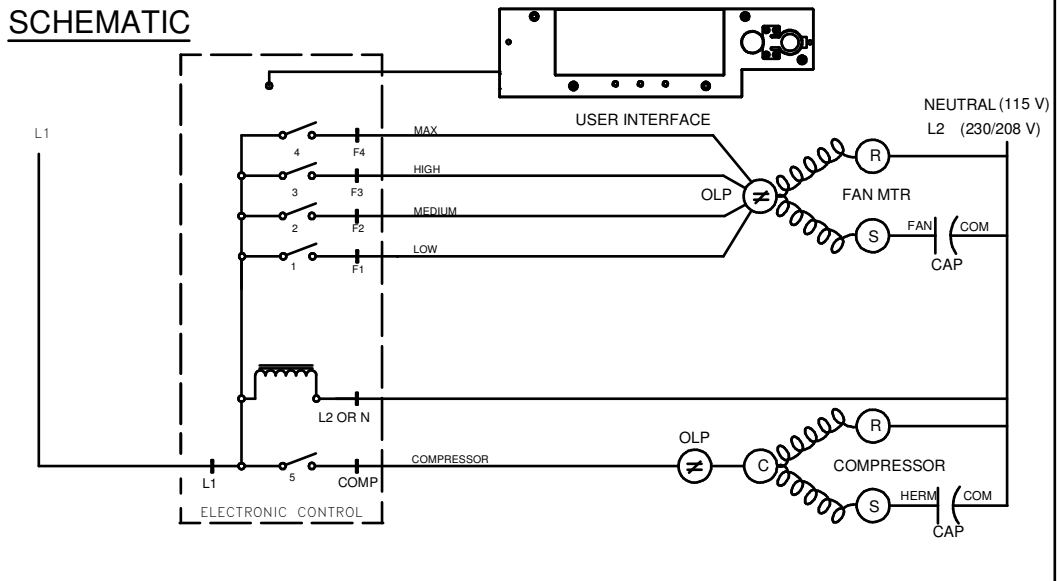 SCHEMATIC
L1
USER INTERFACE
NEUTRAL (115 V)
L2 (230/208 V)
4
F4
MAX
3
F3
HIGH
2
F2
MEDIUM
1
F1
LOW
OLP
R
FAN MTR
S
FAN
COM
CAP
L2 OR N
L1
5
COMP
COMPRESSOR
OLP
C
R
COMPRESSOR
S
HERM
COM
CAP
ELECTRONIC CONTROL